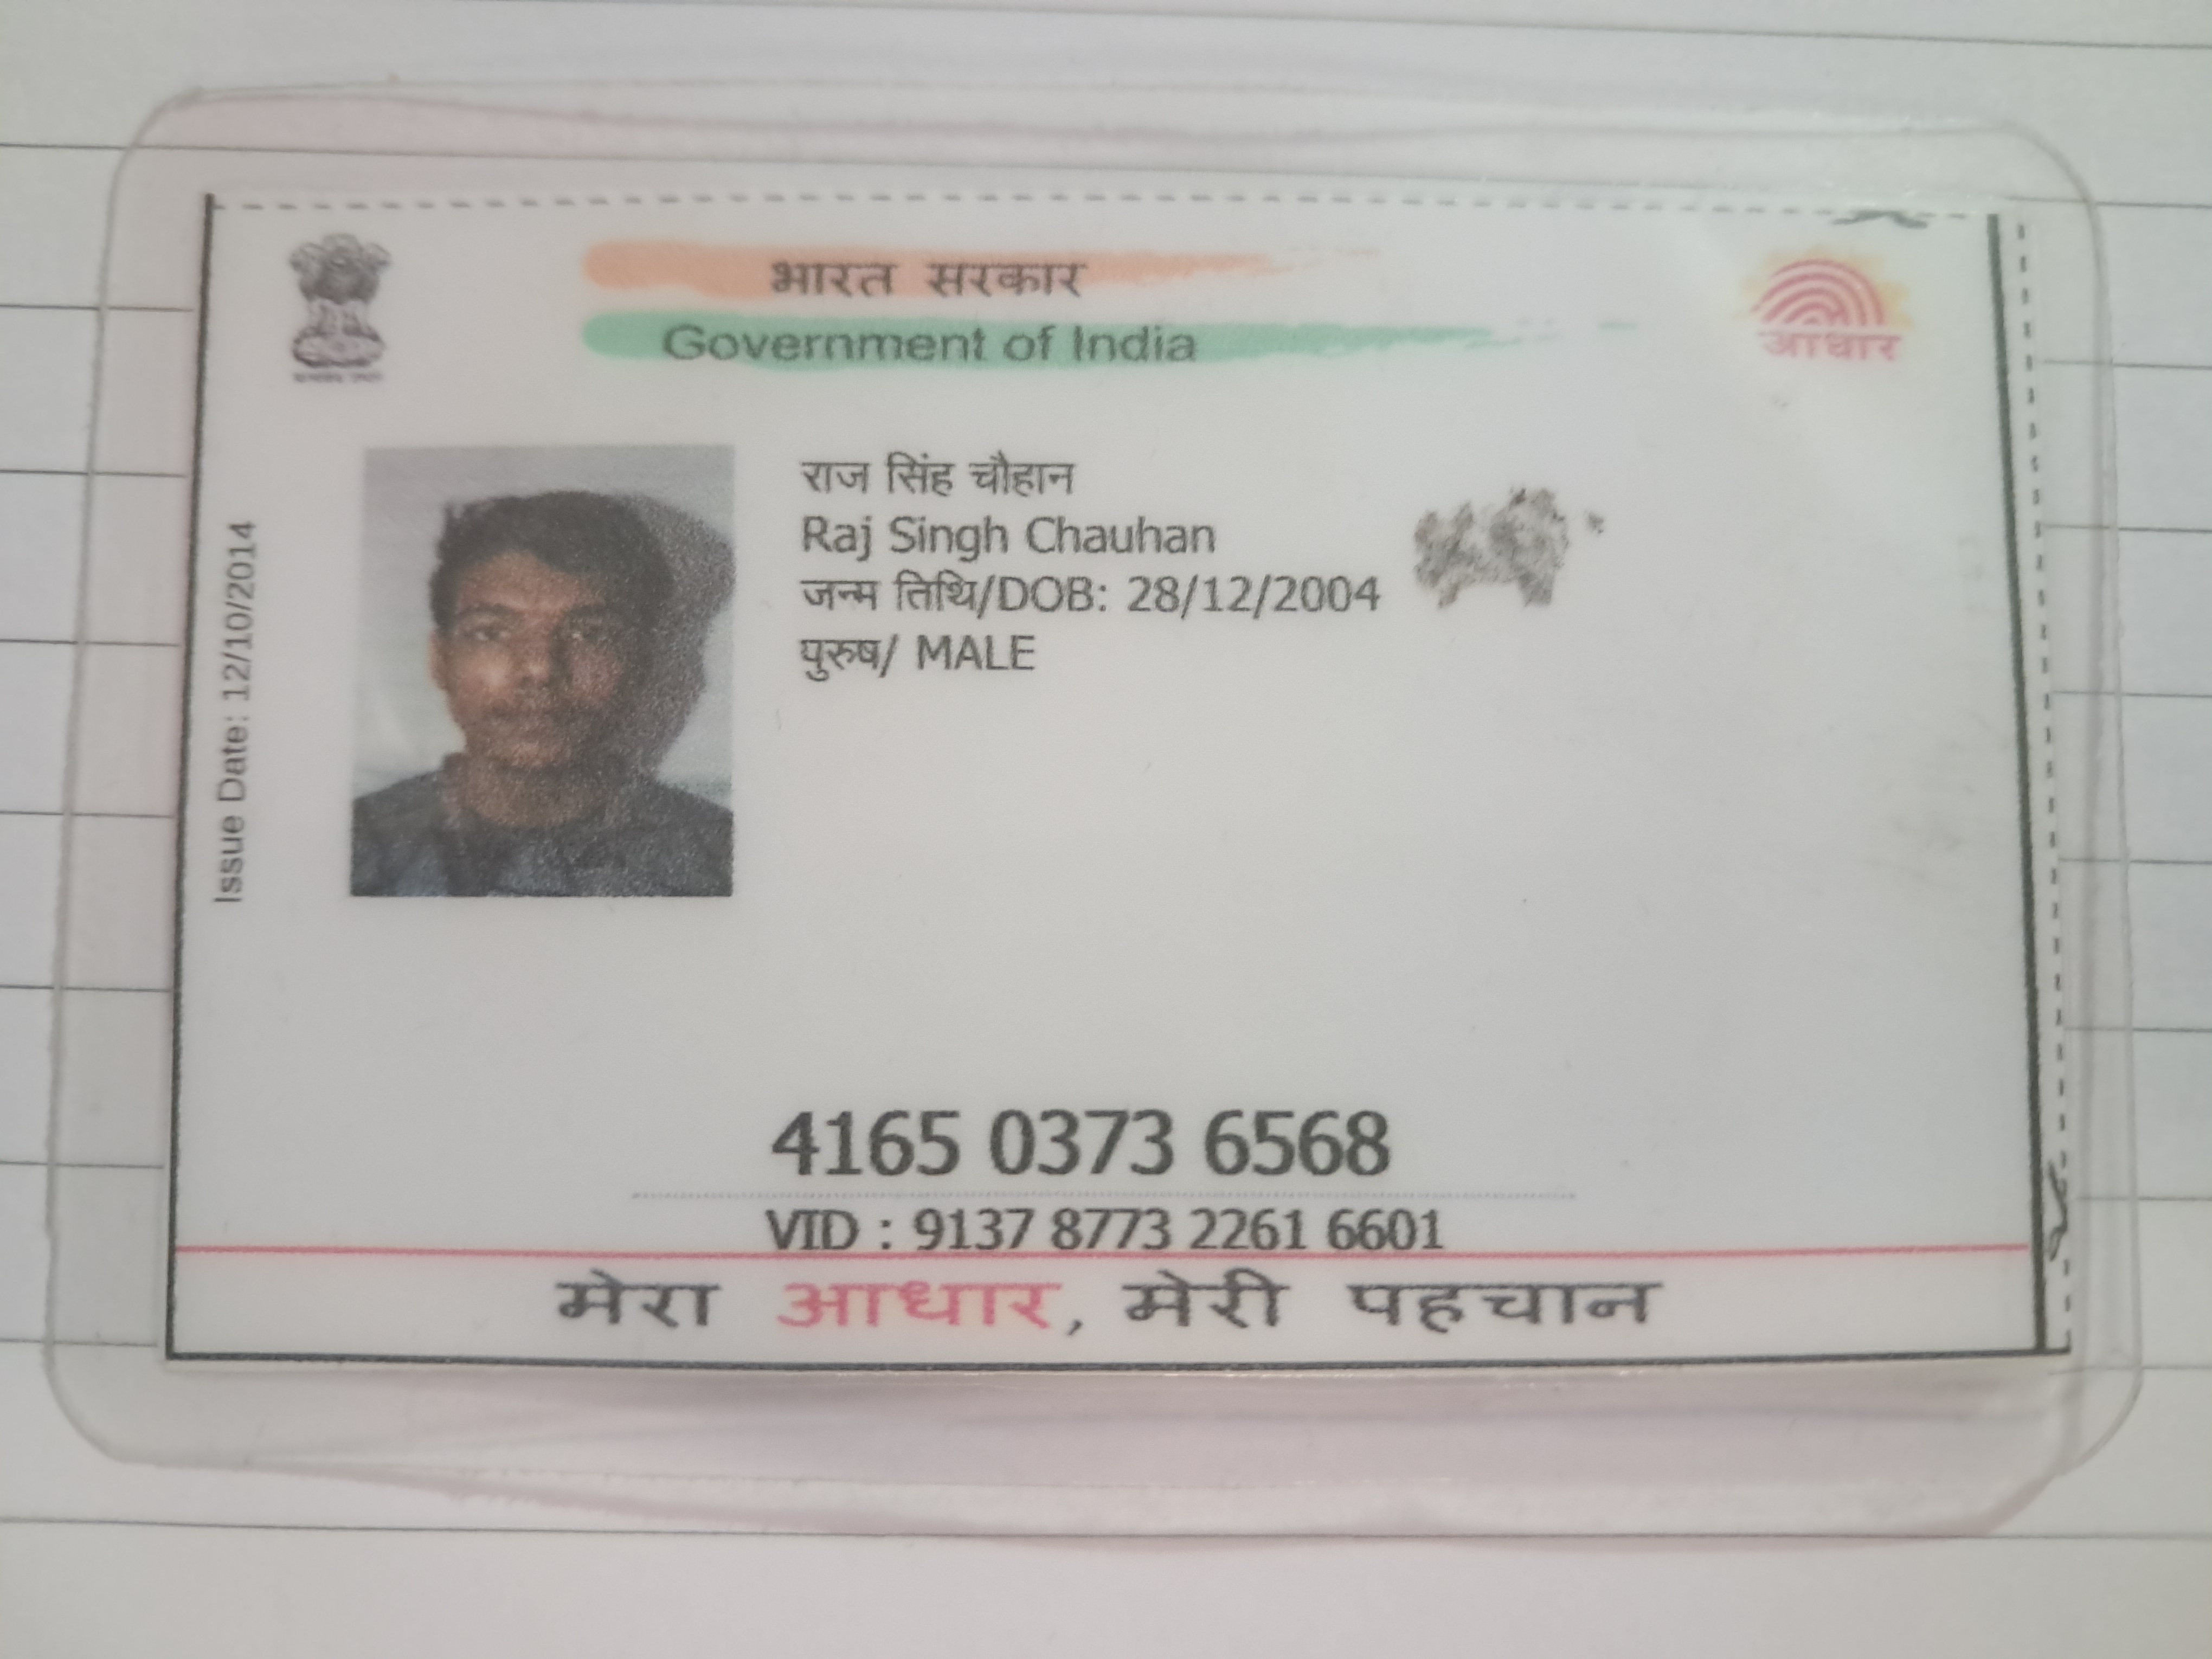 भारत सरकार
Government of India
Issue Date: 12/10/2014
राज सिंह चौहान
Raj Singh Chauhan
जन्म तिथि/DOB: 28/12/2004
पुरुष/ MALE
आधार
4165 0373 6568
VID : 9137 8773 2261 6601
मेरा आधार, मेरी पहचान